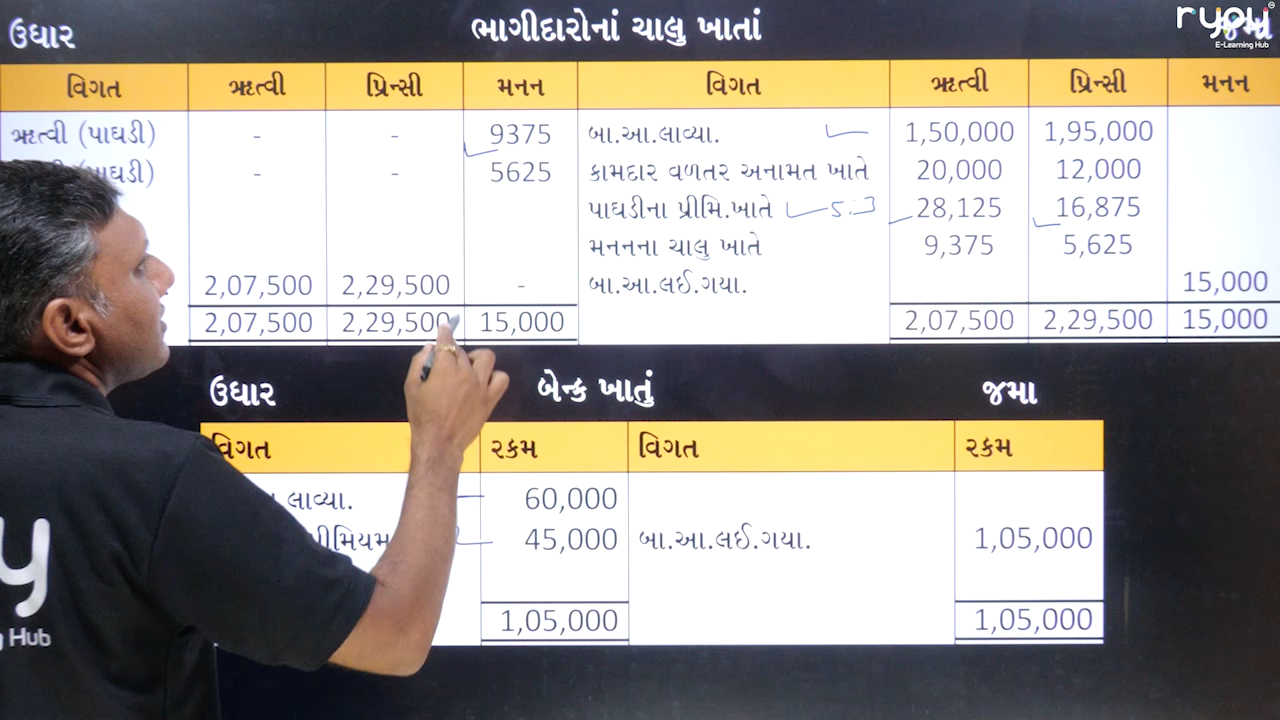 ઉધાર ભાગીદારોનાં ચાલુ ખાતાં
rypy
E-Learning Hub
વિગત ઋત્વી પ્રિન્સી મનન વિગત ઋત્વી પ્રિન્સી મનન
ઋત્વી (પાઘડી) - - 9375 બા.આ.લાવ્યા. 1,50,000 1,95,000
પાઘડી) - - 5625 કામદાર વળતર અનામત ખાતે 20,000 12,000
પાઘડીના પ્રીમિ.ખાતે 5:3 28,125 16,875
મનનના ચાલુ ખાતે 9,375 5,625
2,07,500 2,29,500 - બા.આ.લઈ.ગયા. 15,000
2,07,500 2,29,500 15,000 2,07,500 2,29,500 15,000
ઉધાર બેન્ક ખાતું જમા
વિગત રકમ વિગત રકમ
લાવ્યા. 60,000
45,000 બા.આ.લઈ.ગયા. 1,05,000
1,05,000 1,05,000
y
Hub